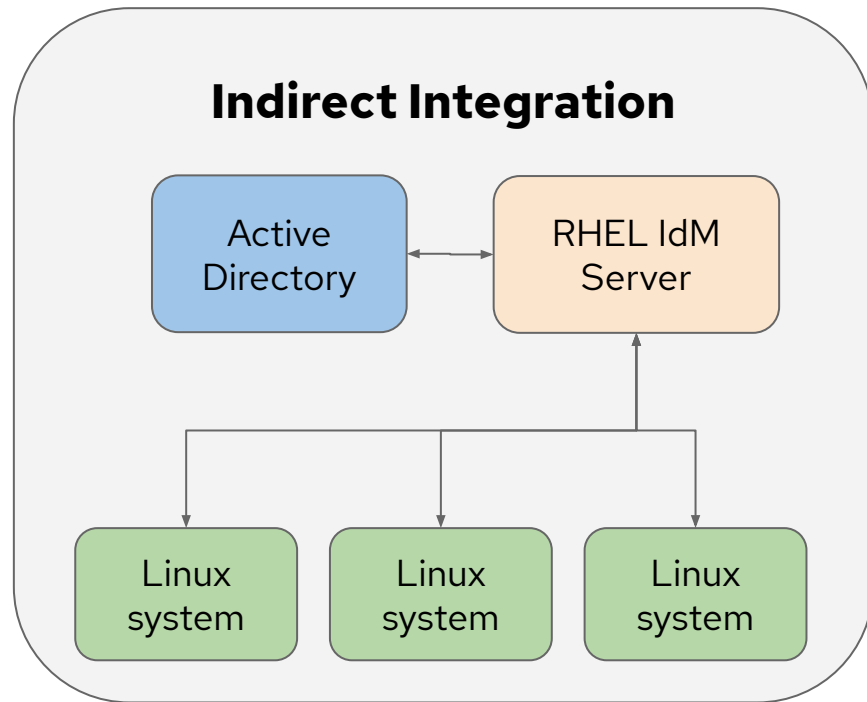 Indirect Integration
Active
Directory
RHEL IdM
Server
Linux
system
Linux
system
Linux
system